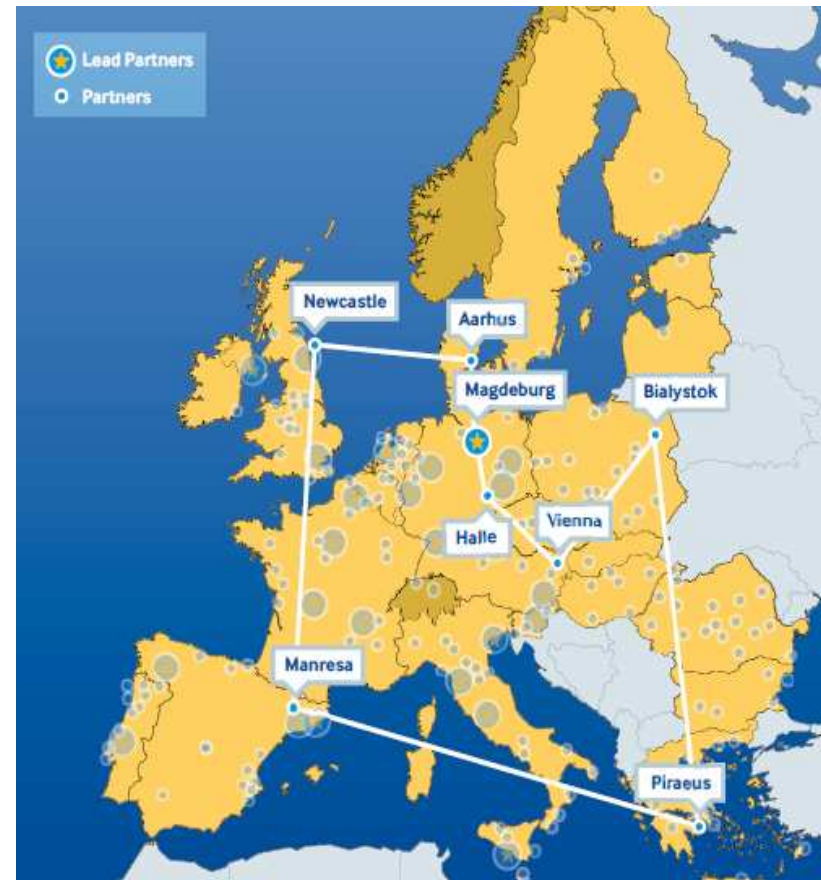 Lead Partners
Partners
Newcastle
Aarhus
Magdeburg
Bialystok
Halle
Vienna
Manresa
Piraeus